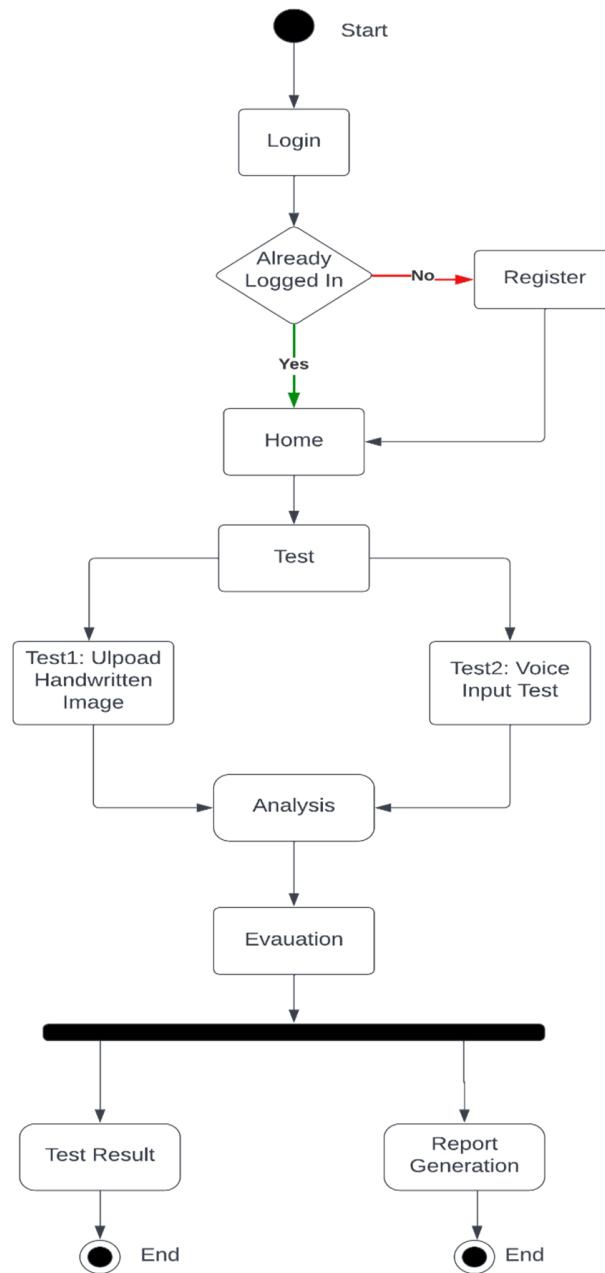 Start
Login
Already
Logged In
No
Register
Yes
Home
Test
Test1: Ulpoad
Handwritten
Image
Test2: Voice
Input Test
Analysis
Evauation
Test Result
Report
Generation
End
End